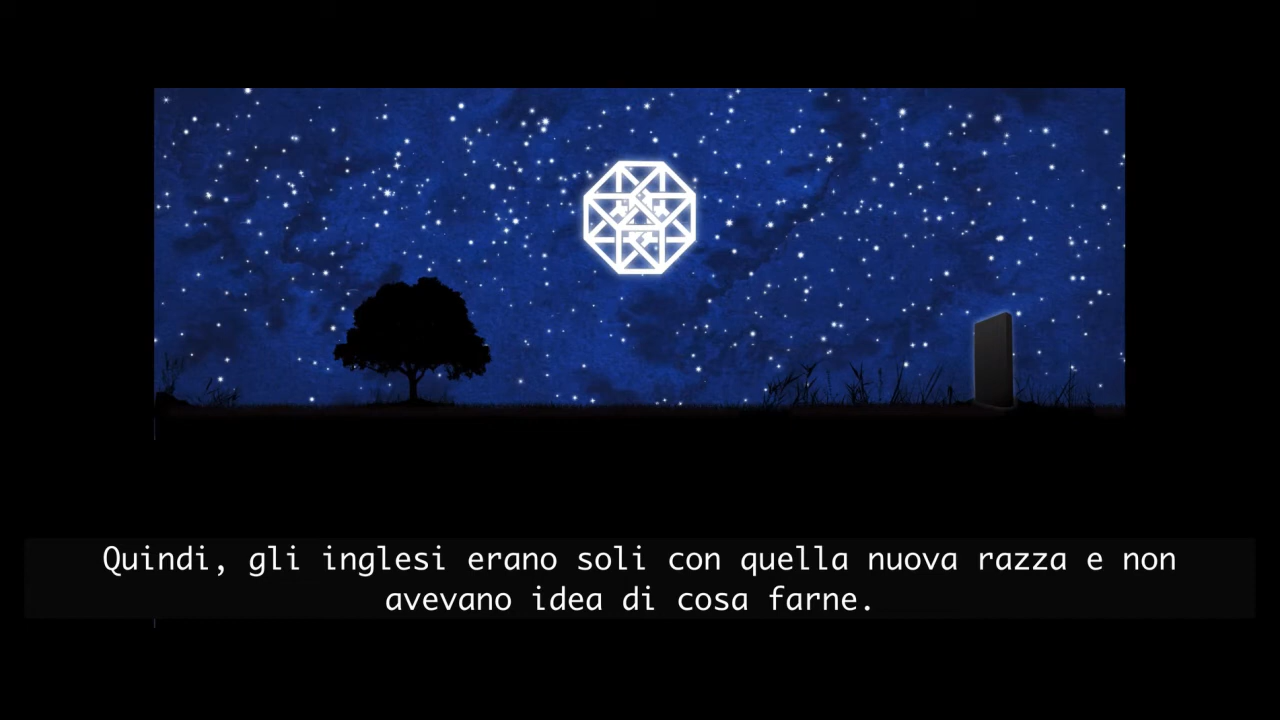 Quindi, gli inglesi erano soli con quella nuova razza e non
avevano idea di cosa farne.